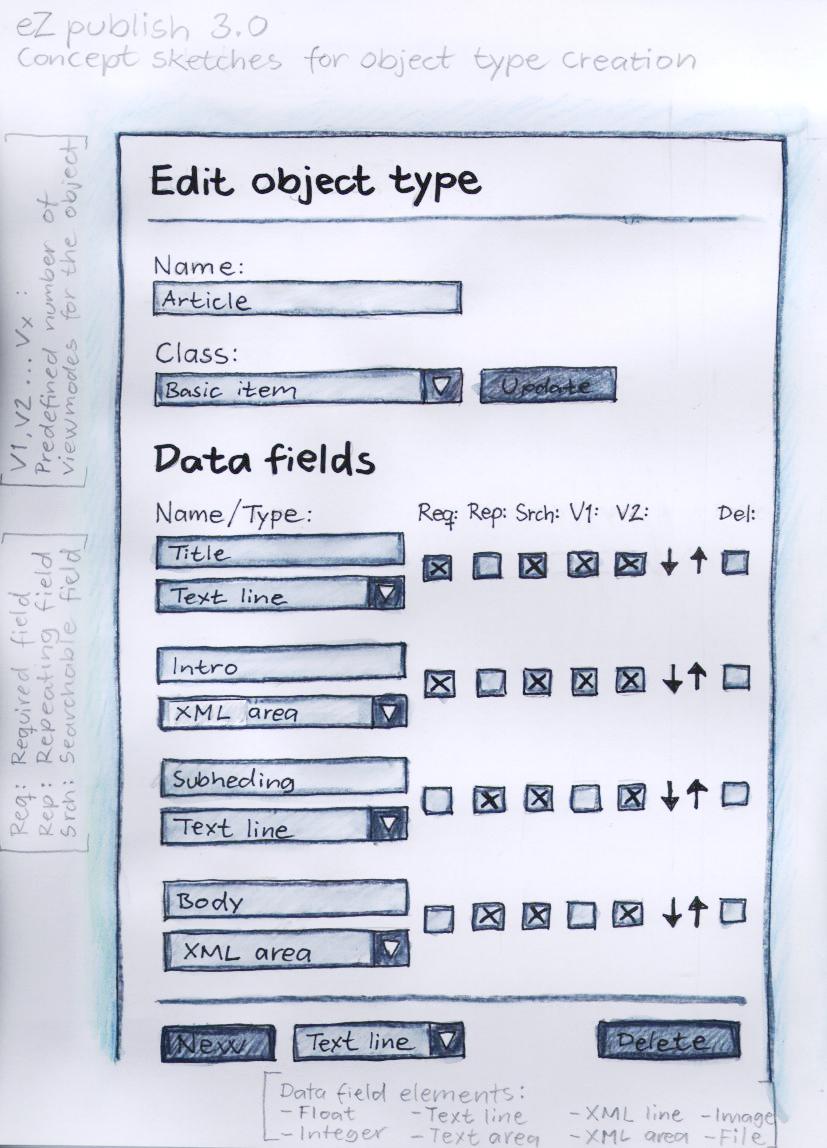 eZ publish 3.0
Concept sketches for object type creation
V1, V2 ... Vx :
Predefined number of
viewmodes for the object
Req: Required field
Rep: Repeating field
Srch: Searchable field
Edit object type
Name:
Article
Class:
Basic item Update
Data fields
Name/Type: Req: Rep: Srch: V1: V2: Del:
Title
Text line
Intro
XML area
Subheding
Text line
Body
XML area
New Text line Delete
Data field elements:
- Float - Text line - XML line - Image
- Integer - Text area - XML area - File